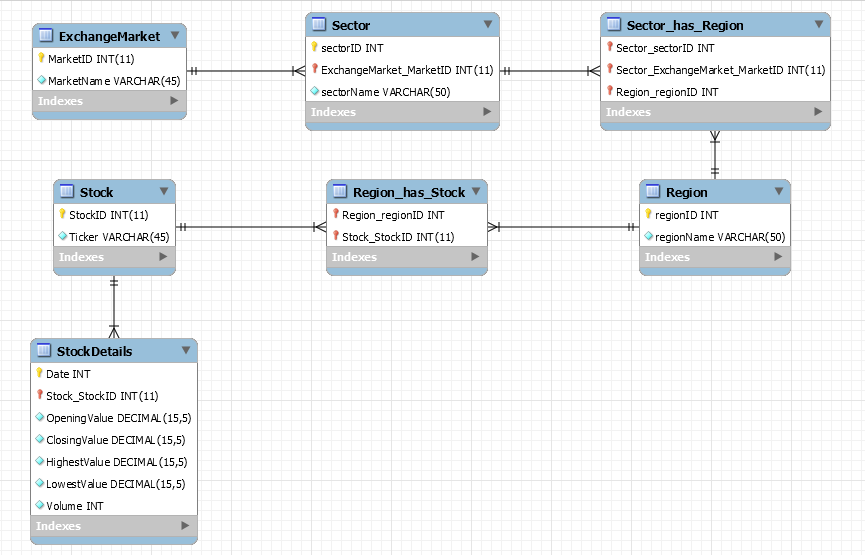 ExchangeMarket
MarketID INT(11)
MarketName VARCHAR(45)
Indexes
Sector
sectorID INT
ExchangeMarket_MarketID INT(11)
sectorName VARCHAR(50)
Indexes
Sector_has_Region
Sector_sectorID INT
Sector_ExchangeMarket_MarketID INT(11)
Region_regionID INT
Indexes
Stock
StockID INT(11)
Ticker VARCHAR(45)
Indexes
Region_has_Stock
Region_regionID INT
Stock_StockID INT(11)
Indexes
Region
regionID INT
regionName VARCHAR(50)
Indexes
StockDetails
Date INT
Stock_StockID INT(11)
OpeningValue DECIMAL(15,5)
ClosingValue DECIMAL(15,5)
HighestValue DECIMAL(15,5)
LowestValue DECIMAL(15,5)
Volume INT
Indexes